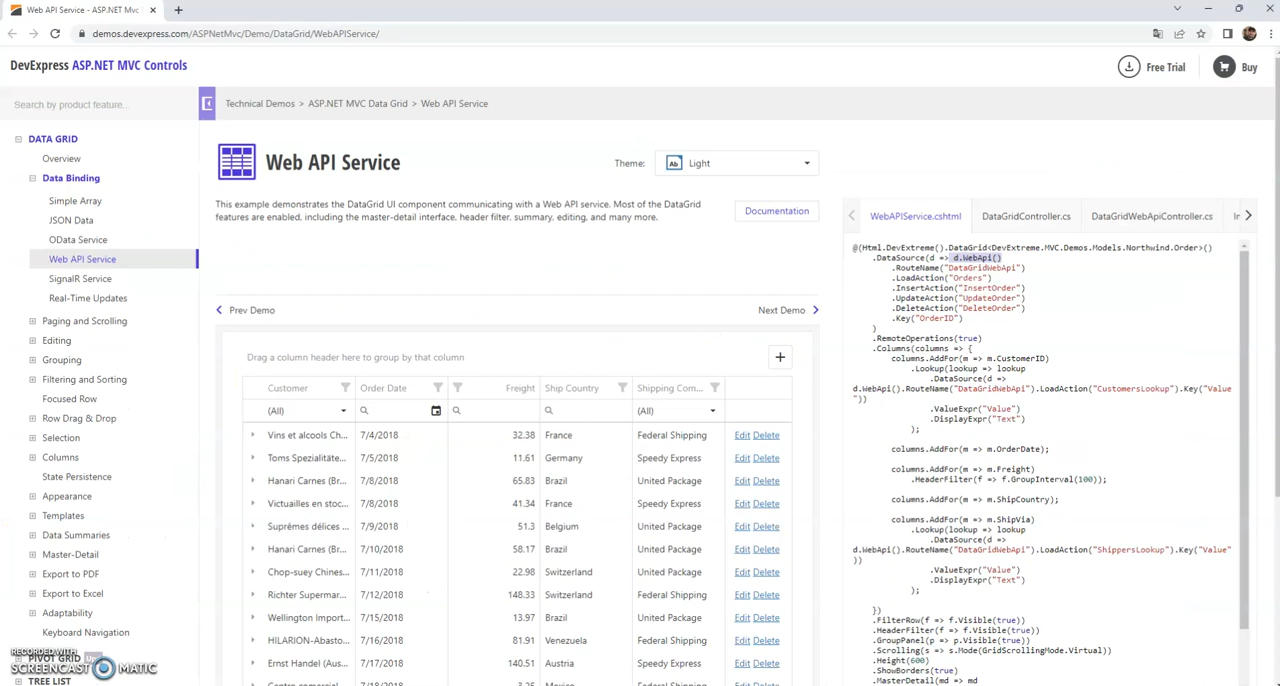 Web API Service - ASP.NET MVC
demos.devexpress.com/ASPNetMvc/Demo/DataGrid/WebAPIService/
DevExpress ASP.NET MVC Controls
Free Trial
Buy
Search by product feature...
Technical Demos > ASP.NET MVC Data Grid > Web API Service
DATA GRID
Overview
Data Binding
Simple Array
JSON Data
OData Service
Web API Service
SignalR Service
Real-Time Updates
Paging and Scrolling
Editing
Grouping
Filtering and Sorting
Focused Row
Row Drag & Drop
Selection
Columns
State Persistence
Appearance
Templates
Data Summaries
Master-Detail
Export to PDF
Export to Excel
Adaptability
Keyboard Navigation
PIVOT GRID
TREE LIST
RECORDED WITH
SCREENCAST MATIC
Web API Service
Theme:
Light
This example demonstrates the DataGrid UI component communicating with a Web API service. Most of the DataGrid
features are enabled, including the master-detail interface, header filter, summary, editing, and many more.
Documentation
Prev Demo
Next Demo
Drag a column header here to group by that column
+
Customer Order Date Freight Ship Country Shipping Com...
(All) (All)
Vins et alcools Ch... 7/4/2018 32.38 France Federal Shipping Edit Delete
Toms Spezialitäte... 7/5/2018 11.61 Germany Speedy Express Edit Delete
Hanari Carnes (Br... 7/8/2018 65.83 Brazil United Package Edit Delete
Victuailles en stoc... 7/8/2018 41.34 France Speedy Express Edit Delete
Suprêmes délices ... 7/9/2018 51.3 Belgium United Package Edit Delete
Hanari Carnes (Br... 7/10/2018 58.17 Brazil United Package Edit Delete
Chop-suey Chines... 7/11/2018 22.98 Switzerland United Package Edit Delete
Richter Supermar... 7/12/2018 148.33 Switzerland United Package Edit Delete
Wellington Import... 7/15/2018 13.97 Brazil United Package Edit Delete
HILARION-Abasto... 7/16/2018 81.91 Venezuela Federal Shipping Edit Delete
Ernst Handel (Aus... 7/17/2018 140.51 Austria Speedy Express Edit Delete
Centro comercial ... 7/18/2018 3.25 Mexico Federal Shipping Edit Delete
WebAPIService.cshtml
DataGridController.cs
DataGridWebApiController.cs
@(Html.DevExtreme().DataGrid<DevExtreme.MVC.Demos.Models.Northwind.Order>()
.DataSource(d => d.WebApi()
.RouteName("DataGridWebApi")
.LoadAction("Orders")
.InsertAction("InsertOrder")
.UpdateAction("UpdateOrder")
.DeleteAction("DeleteOrder")
.Key("OrderID")
)
.RemoteOperations(true)
.Columns(columns => {
columns.AddFor(m => m.CustomerID)
.Lookup(lookup => lookup
.DataSource(d =>
d.WebApi().RouteName("DataGridWebApi").LoadAction("CustomersLookup").Key("Value
"))
.ValueExpr("Value")
.DisplayExpr("Text")
);
columns.AddFor(m => m.OrderDate);
columns.AddFor(m => m.Freight)
.HeaderFilter(f => f.GroupInterval(100));
columns.AddFor(m => m.ShipCountry);
columns.AddFor(m => m.ShipVia)
.Lookup(lookup => lookup
.DataSource(d =>
d.WebApi().RouteName("DataGridWebApi").LoadAction("ShippersLookup").Key("Value"
))
.ValueExpr("Value")
.DisplayExpr("Text")
);
})
.FilterRow(f => f.Visible(true))
.HeaderFilter(f => f.Visible(true))
.GroupPanel(p => p.Visible(true))
.Scrolling(s => s.Mode(GridScrollingMode.Virtual))
.Height(600)
.ShowBorders(true)
.MasterDetail(md => md